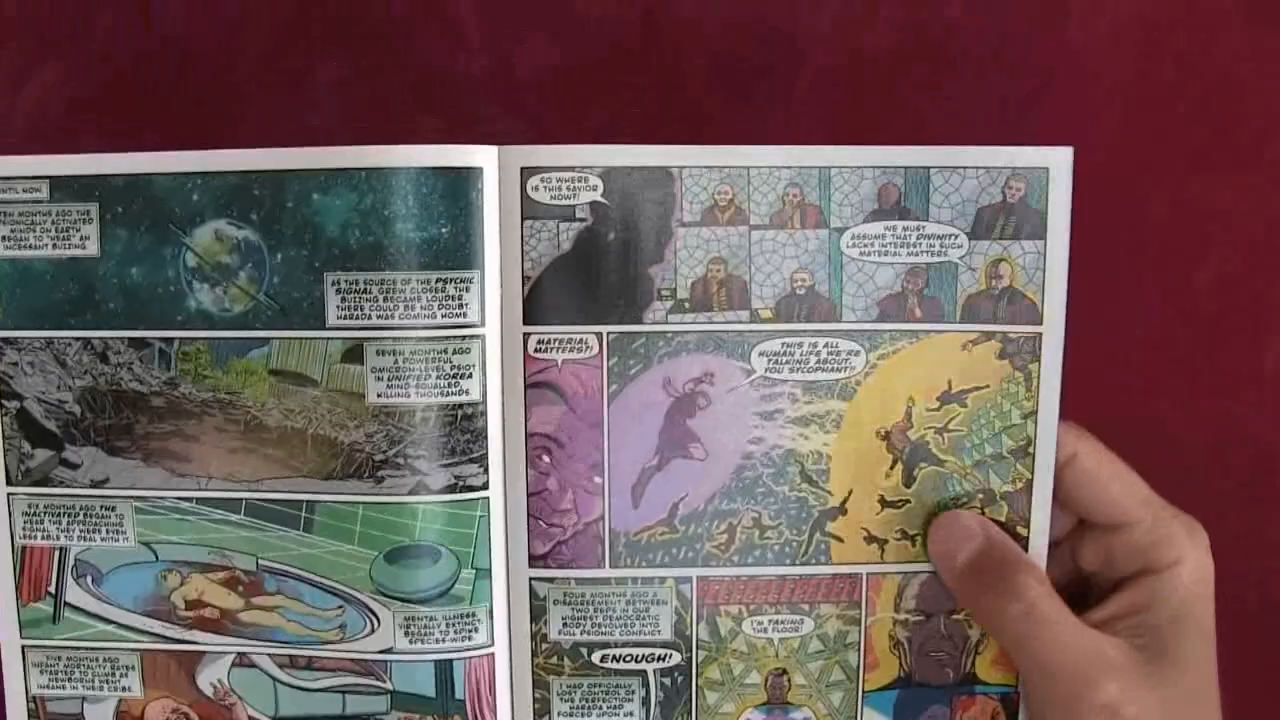 UNTIL NOW.
TEN MONTHS AGO THE
PSIONICALLY ACTIVATED
MINDS ON EARTH
BEGAN TO "HEAR" AN
INCESSANT BUZZING.
AS THE SOURCE OF THE PSYCHIC
SIGNAL GREW CLOSER, THE
BUZZING BECAME LOUDER.
THERE COULD BE NO DOUBT.
HARADA WAS COMING HOME.
SEVEN MONTHS AGO
A POWERFUL
OMICRON-LEVEL PSIOT
IN UNIFIED KOREA
MIND-SQUALLED,
KILLING THOUSANDS.
SIX MONTHS AGO THE
INACTIVATED BEGAN TO
HEAR THE APPROACHING
SIGNAL. THEY WERE EVEN
LESS ABLE TO DEAL WITH IT.
MENTAL ILLNESS,
VIRTUALLY EXTINCT,
BEGAN TO SPIKE
SPECIES-WIDE.
FIVE MONTHS AGO
INFANT MORTALITY RATES
STARTED TO CLIMB AS
NEWBORNS WENT
INSANE IN THEIR CRIBS.
SO WHERE
IS THIS SAVIOR
NOW?!
WE MUST
ASSUME THAT DIVINITY
LACKS INTEREST IN SUCH
MATERIAL MATTERS.
MATERIAL
MATTERS?!
THIS IS ALL
HUMAN LIFE WE'RE
TALKING ABOUT,
YOU SYCOPHANT!!
FOUR MONTHS AGO A
DISAGREEMENT BETWEEN
TWO REPS IN OUR
HIGHEST DEMOCRATIC
BODY DEVOLVED INTO
FULL PSIONIC CONFLICT.
ENOUGH!
I HAD OFFICIALLY
LOST CONTROL OF
THE PERFECTION
HARADA HAD
FORCED UPON US.
I'M TAKING
THE FLOOR!